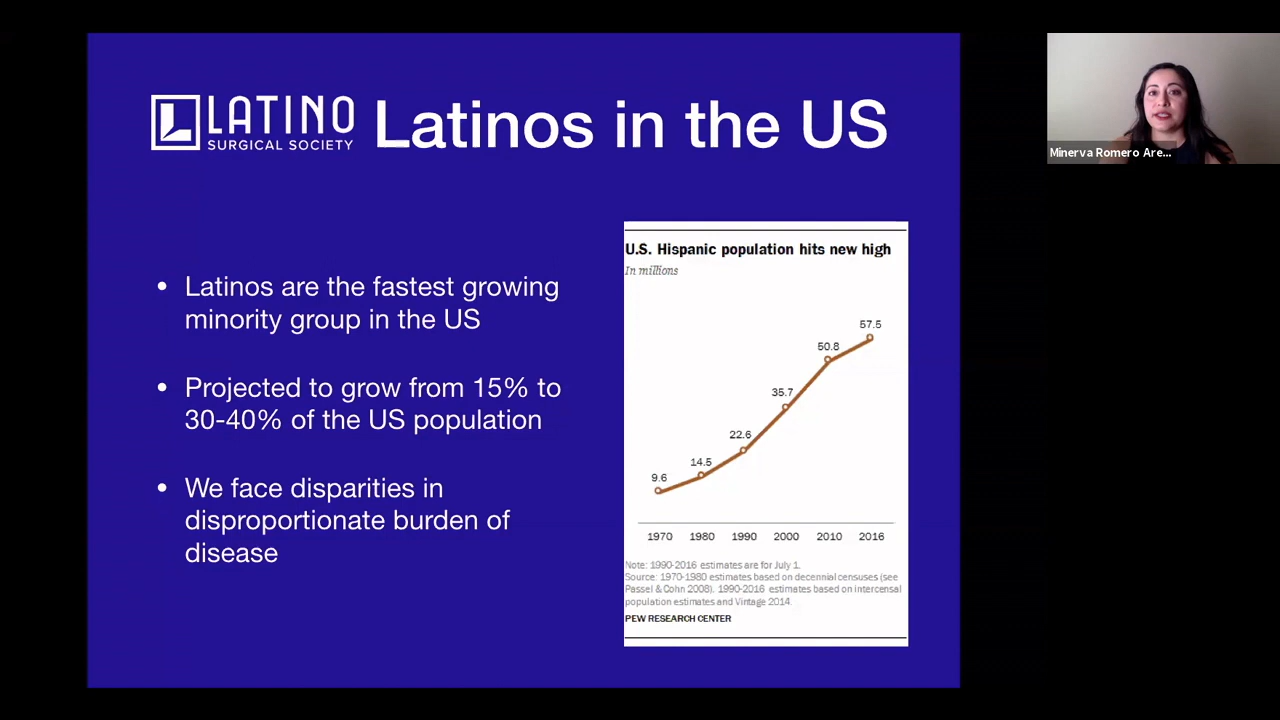 LATINO
SURGICAL SOCIETY
Latinos in the US
• Latinos are the fastest growing
minority group in the US
• Projected to grow from 15% to
30-40% of the US population
• We face disparities in
disproportionate burden of
disease
U.S. Hispanic population hits new high
In millions
57.5
50.8
35.7
22.6
14.5
9.6
1970 1980 1990 2000 2010 2016
Note: 1990-2016 estimates are for July 1.
Source: 1970-1980 estimates based on decennial censuses (see
Passel & Cohn 2008). 1990-2016 estimates based on intercensal
population estimates and Vintage 2014.
PEW RESEARCH CENTER
Minerva Romero Are...